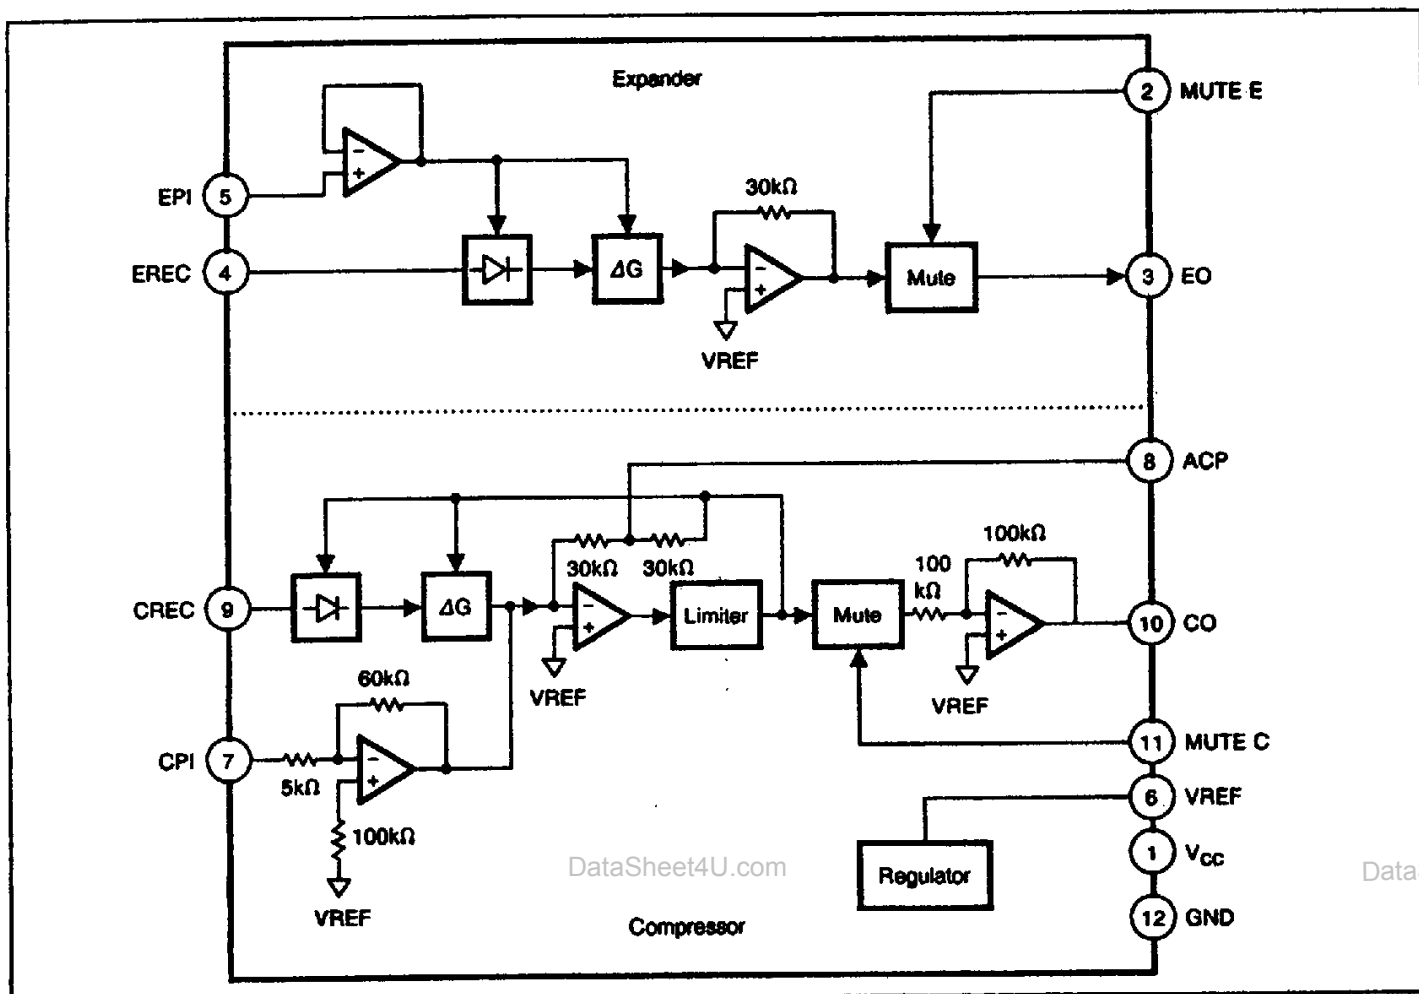 Expander
2 MUTE E
- +
EPI 5
30kΩ
EREC 4
ΔG
- +
Mute
3 EO
VREF
8 ACP
100kΩ
30kΩ 30kΩ
100 kΩ
CREC 9
ΔG
- +
Limiter
Mute
- +
10 CO
VREF
VREF
60kΩ
CPI 7
5kΩ
- +
11 MUTE C
6 VREF
100kΩ
1 VCC
DataSheet4U.com
Regulator
Data
VREF
12 GND
Compressor